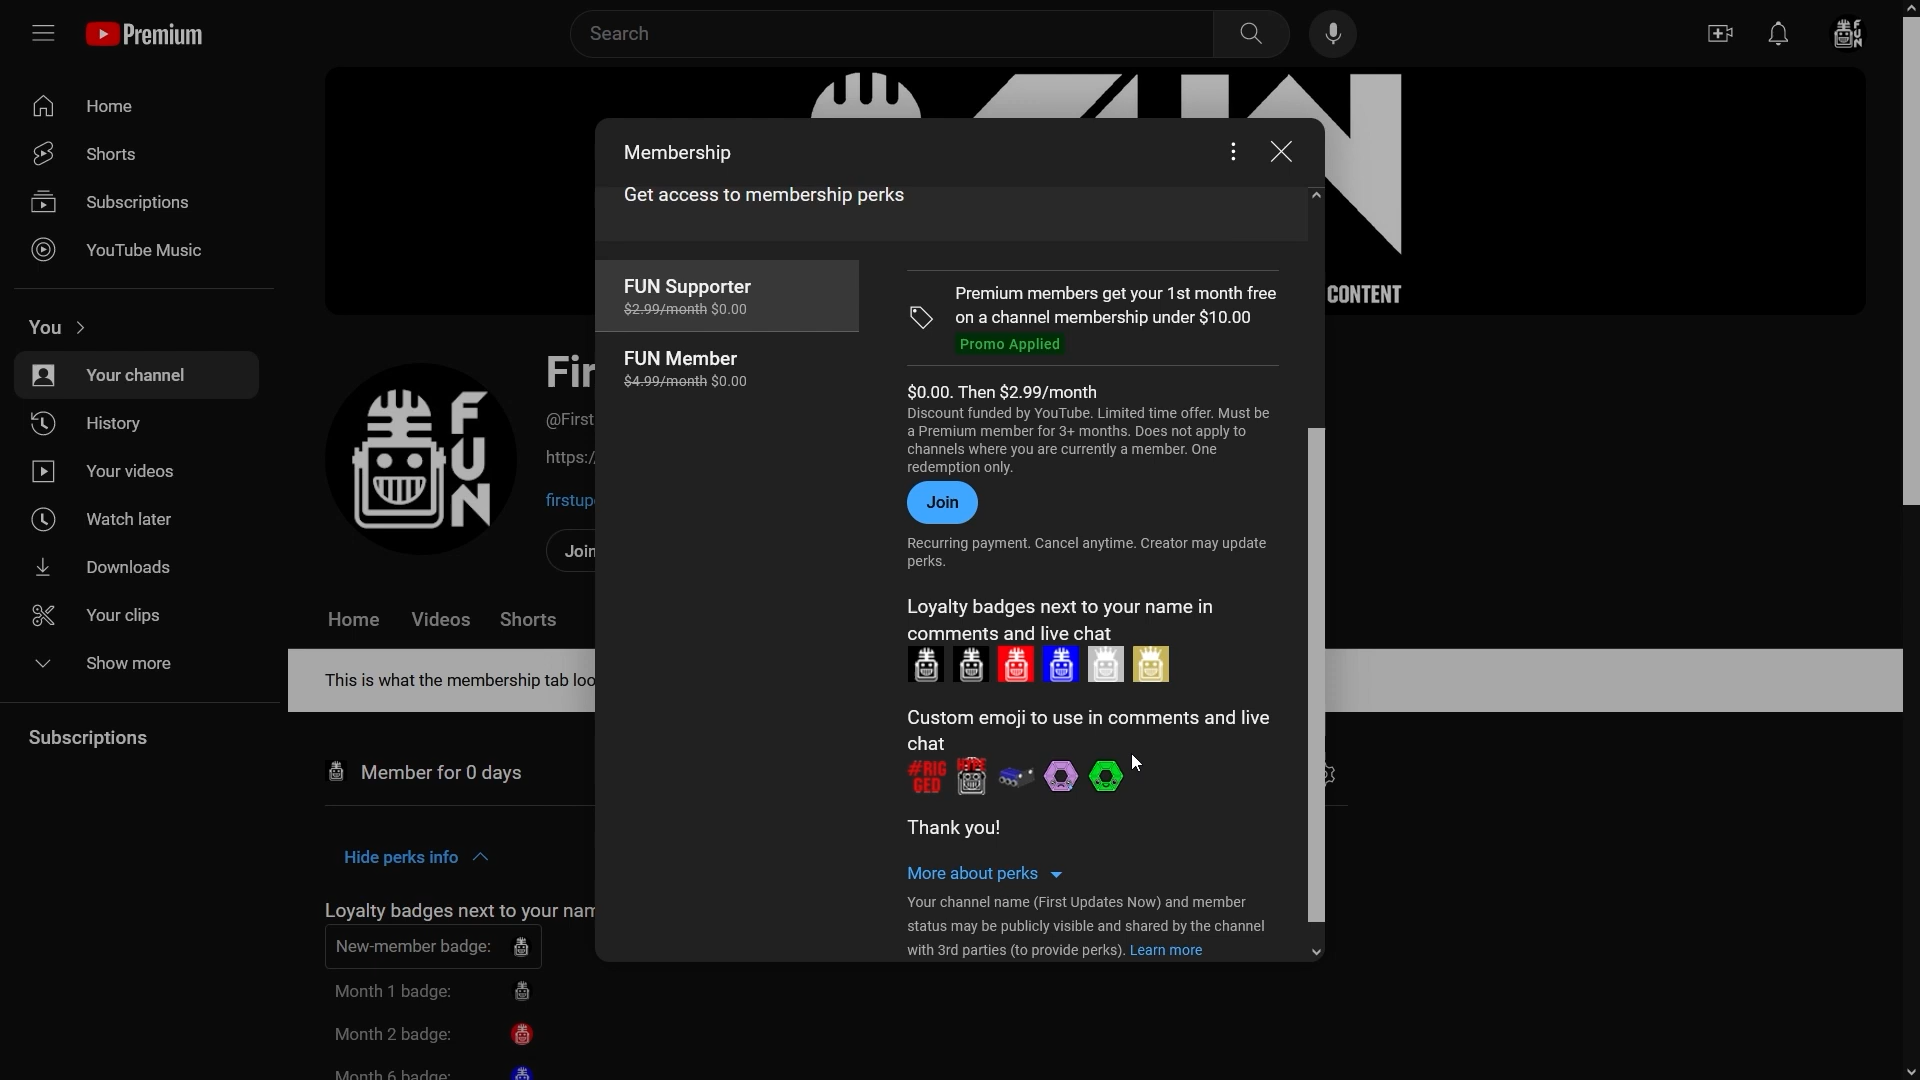 Premium
Search
Home
Shorts
Subscriptions
YouTube Music
You
Your channel
History
Your videos
Watch later
Downloads
Your clips
Show more
Subscriptions
CONTENT
FUN
Fir
@First
https:/
firstup
Join
Home Videos Shorts
This is what the membership tab loo
Member for 0 days
Hide perks info
Loyalty badges next to your nam
New-member badge:
Month 1 badge:
Month 2 badge:
Month 6 badge:
Membership
Get access to membership perks
FUN Supporter
$2.99/month $0.00
FUN Member
$4.99/month $0.00
Premium members get your 1st month free
on a channel membership under $10.00
Promo Applied
$0.00. Then $2.99/month
Discount funded by YouTube. Limited time offer. Must be
a Premium member for 3+ months. Does not apply to
channels where you are currently a member. One
redemption only.
Join
Recurring payment. Cancel anytime. Creator may update
perks.
Loyalty badges next to your name in
comments and live chat
Custom emoji to use in comments and live
chat
#RIG
GED
HYPE
Thank you!
More about perks
Your channel name (First Updates Now) and member
status may be publicly visible and shared by the channel
with 3rd parties (to provide perks). Learn more